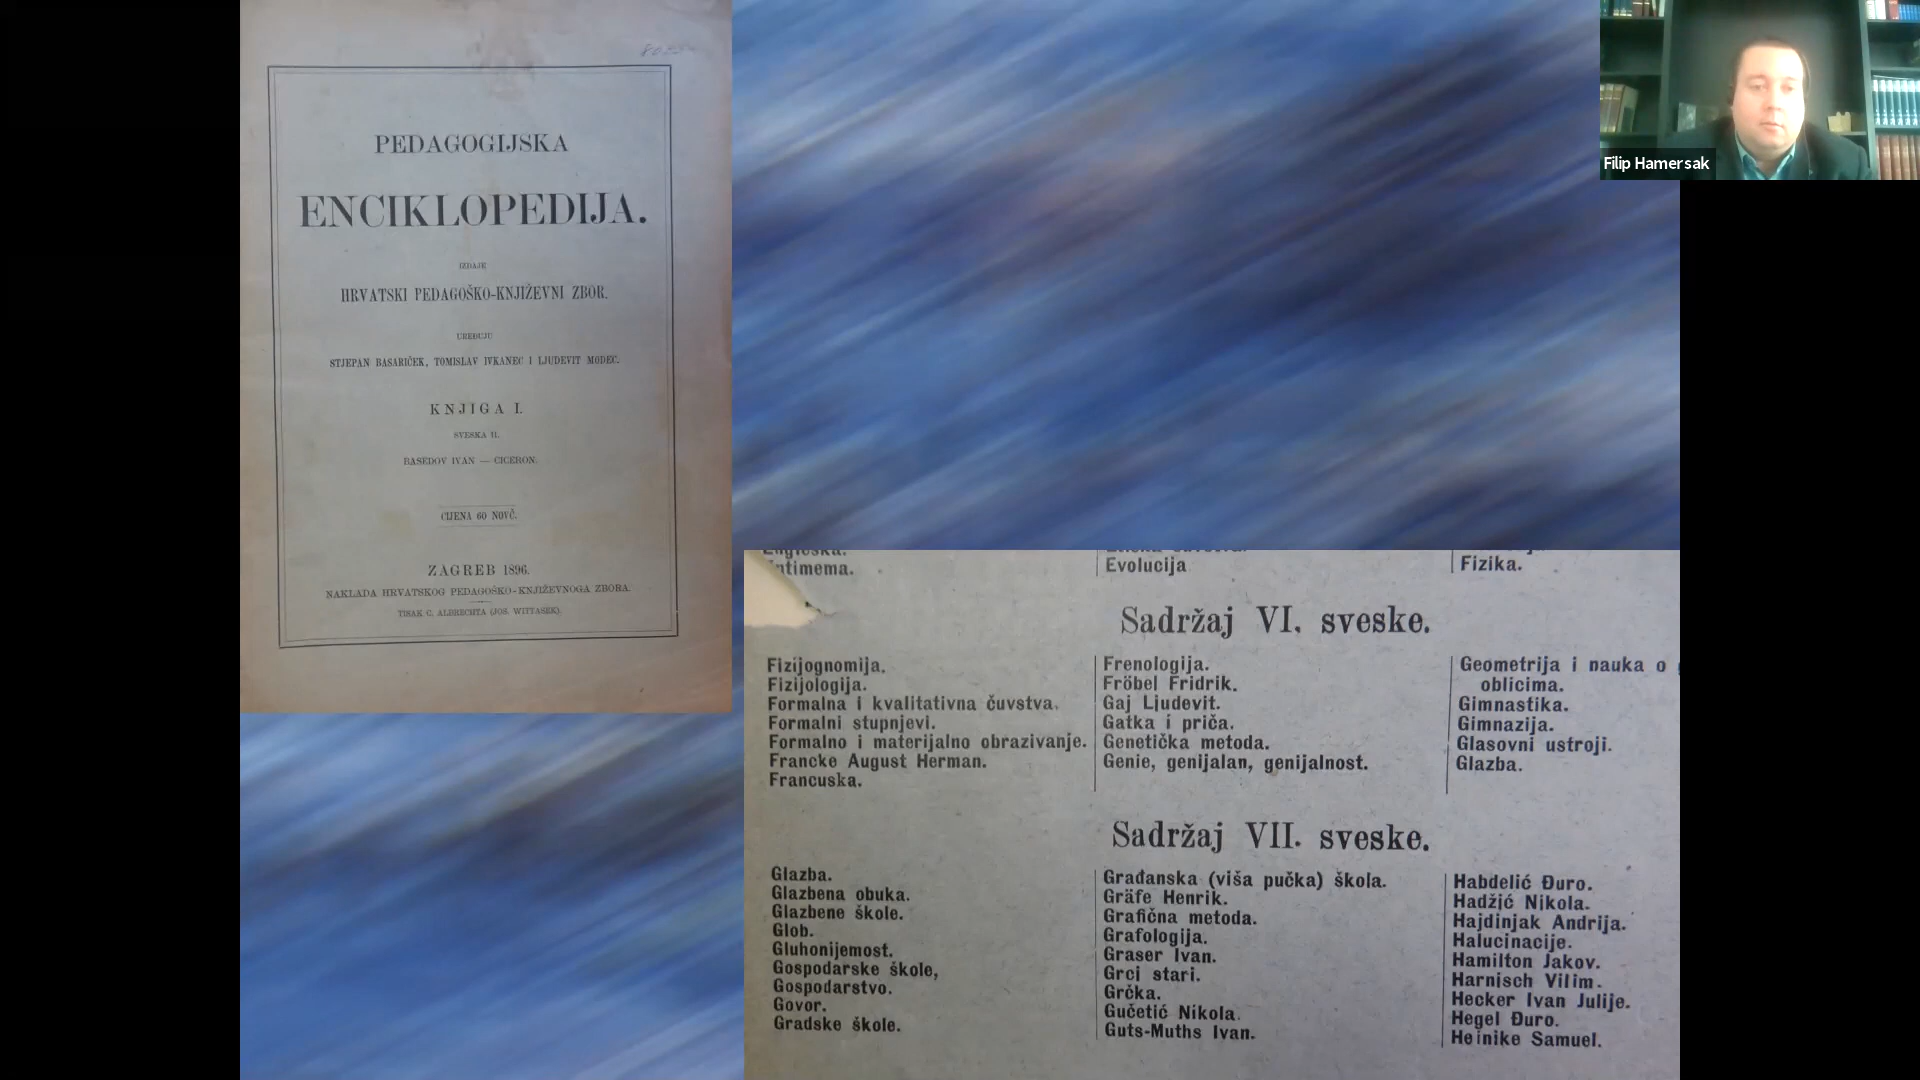 PEDAGOGIJSKA
ENCIKLOPEDIJA.
IZDAJE
HRVATSKI PEDAGOŠKO-KNJIŽEVNI ZBOR.
UREĐUJU
STJEPAN BASARIČEK, TOMISLAV IVKANEC I LJUDEVIT MODEC.
KNJIGA I.
SVESKA II.
BASEDOV IVAN — CICERON.
CIJENA 60 NOVČ.
ZAGREB 1896.
NAKLADA HRVATSKOG PEDAGOŠKO-KNJIŽEVNOGA ZBORA.
TISAK C. ALBRECHTA (JOS. WITTASEK).
Filip Hamersak
Evolucija
Fizika.
Sadržaj VI. sveske.
Fizijognomija.
Fizijologija.
Formalna i kvalitativna čuvstva.
Formalni stupnjevi.
Formalno i materijalno obrazivanje.
Francke August Herman.
Francuska.
Frenologija.
Fröbel Fridrik.
Gaj Ljudevit.
Gatka i priča.
Genetička metoda.
Genie, genijalan, genijalnost.
Geometrija i nauka o
oblicima.
Gimnastika.
Gimnazija.
Glasovni ustroji.
Glazba.
Sadržaj VII. sveske.
Glazba.
Glazbena obuka.
Glazbene škole.
Glob.
Gluhonijemost.
Gospodarske škole,
Gospodarstvo.
Govor.
Gradske škole.
Građanska (viša pučka) škola.
Gräfe Henrik.
Grafična metoda.
Grafologija.
Graser Ivan.
Grci stari.
Grčka.
Gučetić Nikola.
Guts-Muths Ivan.
Habdelić Đuro.
Hadžić Nikola.
Hajdinjak Andrija.
Halucinacije.
Hamilton Jakov.
Harnisch Vilim.
Hecker Ivan Julije.
Hegel Đuro.
Heinike Samuel.